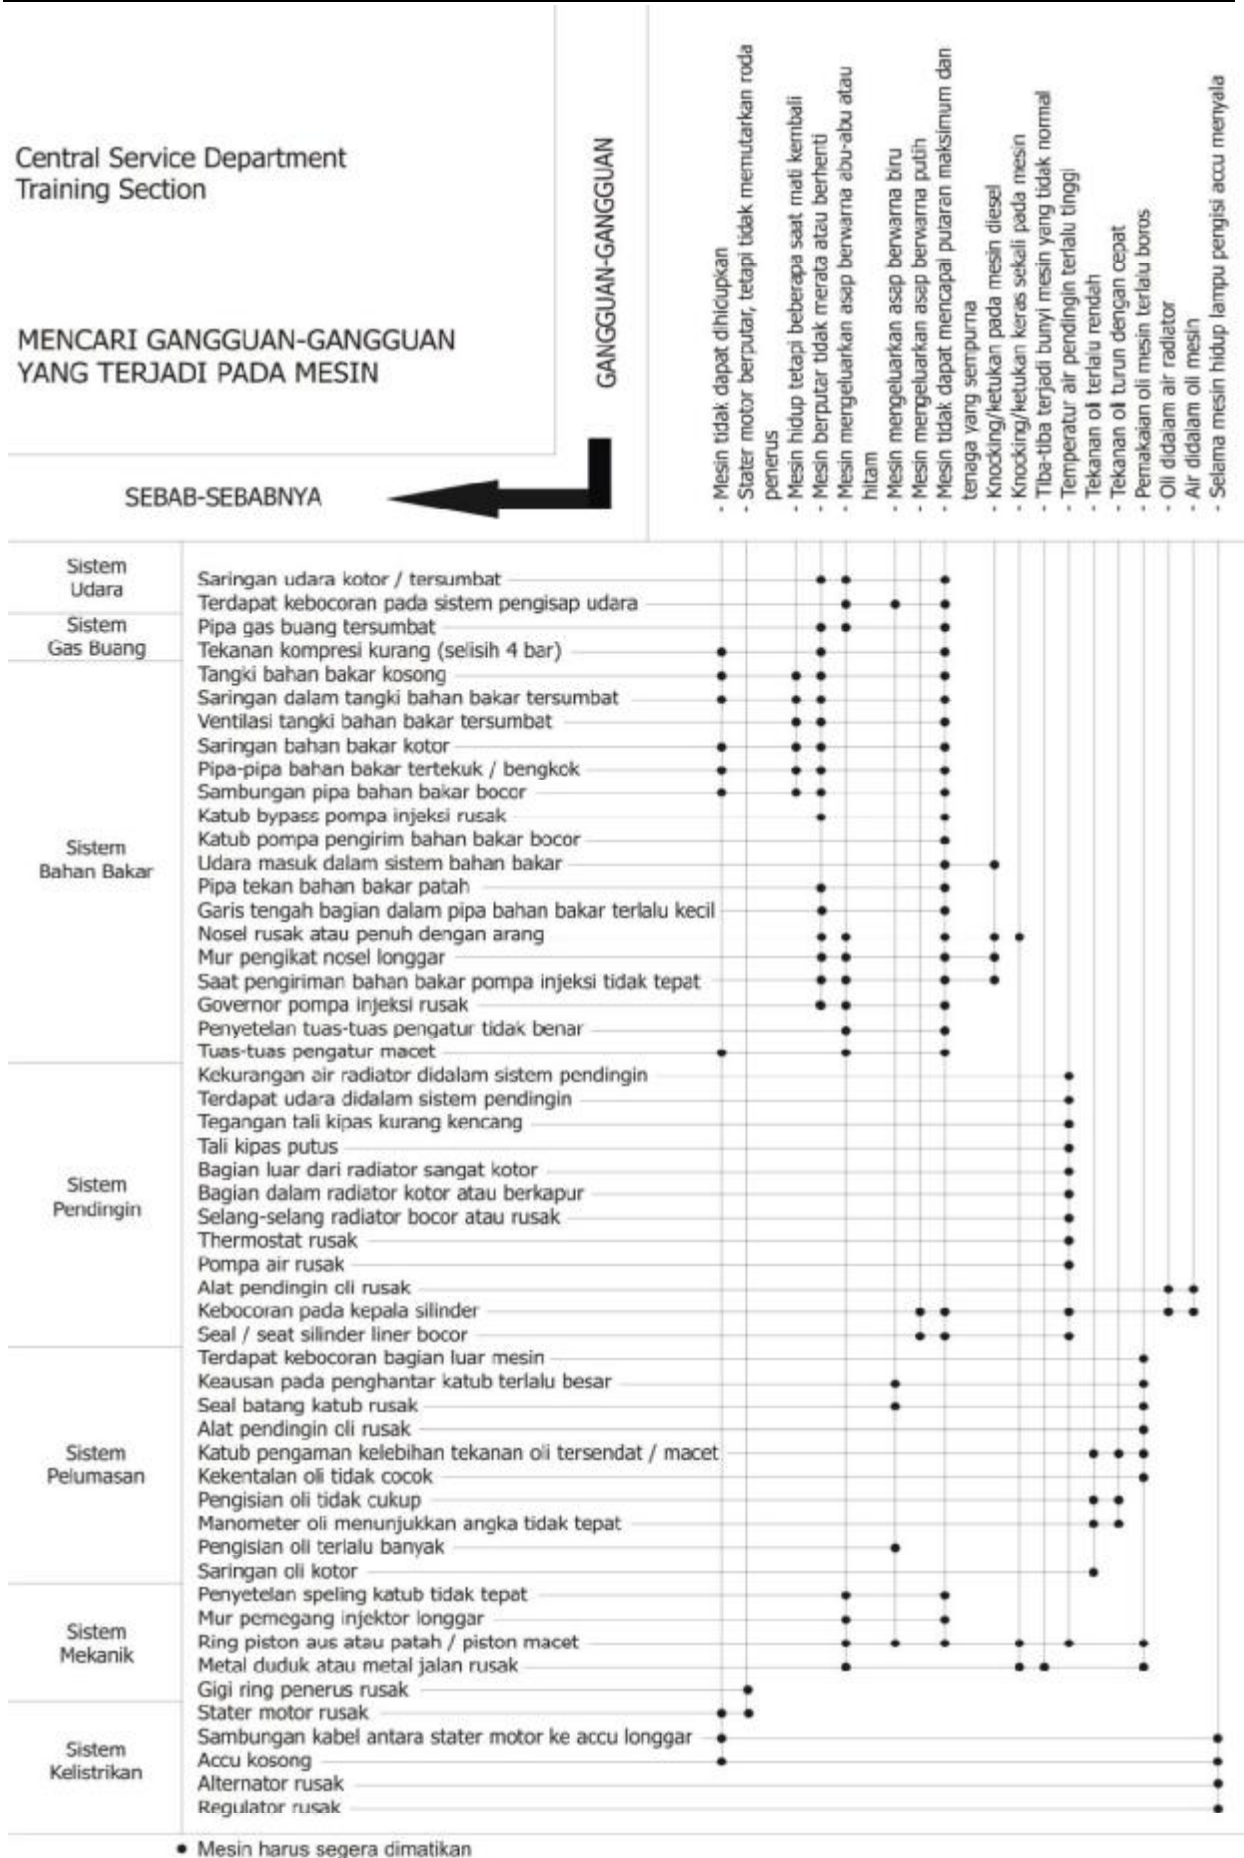 Central Service Department
Training Section
MENCARI GANGGUAN-GANGGUAN
YANG TERJADI PADA MESIN
GANGGUAN-GANGGUAN
SEBAB-SEBABNYA
- Mesin tidak dapat dihidupkan
- Stater motor berputar, tetapi tidak memutarkan roda
penerus
- Mesin hidup tetapi beberapa saat mati kembali
- Mesin berputar tidak merata atau berhenti
- Mesin mengeluarkan asap berwarna abu-abu atau
hitam
- Mesin mengeluarkan asap berwarna biru
- Mesin mengeluarkan asap berwarna putih
- Mesin tidak dapat mencapai putaran maksimum dan
tenaga yang sempurna
- Knocking/ketukan pada mesin diesel
- Knocking/ketukan keras sekali pada mesin
- Tiba-tiba terjadi bunyi mesin yang tidak normal
- Temperatur air pendingin terlalu tinggi
- Tekanan oli terlalu rendah
- Tekanan oli turun dengan cepat
- Pemakaian oli mesin terlalu boros
- Oli didalam air radiator
- Air didalam oli mesin
- Selama mesin hidup lampu pengisi accu menyala
Sistem
Udara
Saringan udara kotor / tersumbat
Terdapat kebocoran pada sistem pengisap udara
Sistem
Gas Buang
Pipa gas buang tersumbat
Tekanan kompresi kurang (selisih 4 bar)
Sistem
Bahan Bakar
Tangki bahan bakar kosong
Saringan dalam tangki bahan bakar tersumbat
Ventilasi tangki bahan bakar tersumbat
Saringan bahan bakar kotor
Pipa-pipa bahan bakar tertekuk / bengkok
Sambungan pipa bahan bakar bocor
Katub bypass pompa injeksi rusak
Katub pompa pengirim bahan bakar bocor
Udara masuk dalam sistem bahan bakar
Pipa tekan bahan bakar patah
Garis tengah bagian dalam pipa bahan bakar terlalu kecil
Nosel rusak atau penuh dengan arang
Mur pengikat nosel longgar
Saat pengiriman bahan bakar pompa injeksi tidak tepat
Governor pompa injeksi rusak
Penyetelan tuas-tuas pengatur tidak benar
Tuas-tuas pengatur macet
Sistem
Pendingin
Kekurangan air radiator didalam sistem pendingin
Terdapat udara didalam sistem pendingin
Tegangan tali kipas kurang kencang
Tali kipas putus
Bagian luar dari radiator sangat kotor
Bagian dalam radiator kotor atau berkapur
Selang-selang radiator bocor atau rusak
Thermostat rusak
Pompa air rusak
Alat pendingin oli rusak
Kebocoran pada kepala silinder
Seal / seat silinder liner bocor
Sistem
Pelumasan
Terdapat kebocoran bagian luar mesin
Keausan pada penghantar katub terlalu besar
Seal batang katub rusak
Alat pendingin oli rusak
Katub pengaman kelebihan tekanan oli tersendat / macet
Kekentalan oli tidak cocok
Pengisian oli tidak cukup
Manometer oli menunjukkan angka tidak tepat
Pengisian oli terlalu banyak
Saringan oli kotor
Sistem
Mekanik
Penyetelan speling katub tidak tepat
Mur pemegang injektor longgar
Ring piston aus atau patah / piston macet
Metal duduk atau metal jalan rusak
Gigi ring penerus rusak
Sistem
Kelistrikan
Stater motor rusak
Sambungan kabel antara stater motor ke accu longgar
Accu kosong
Alternator rusak
Regulator rusak
● Mesin harus segera dimatikan